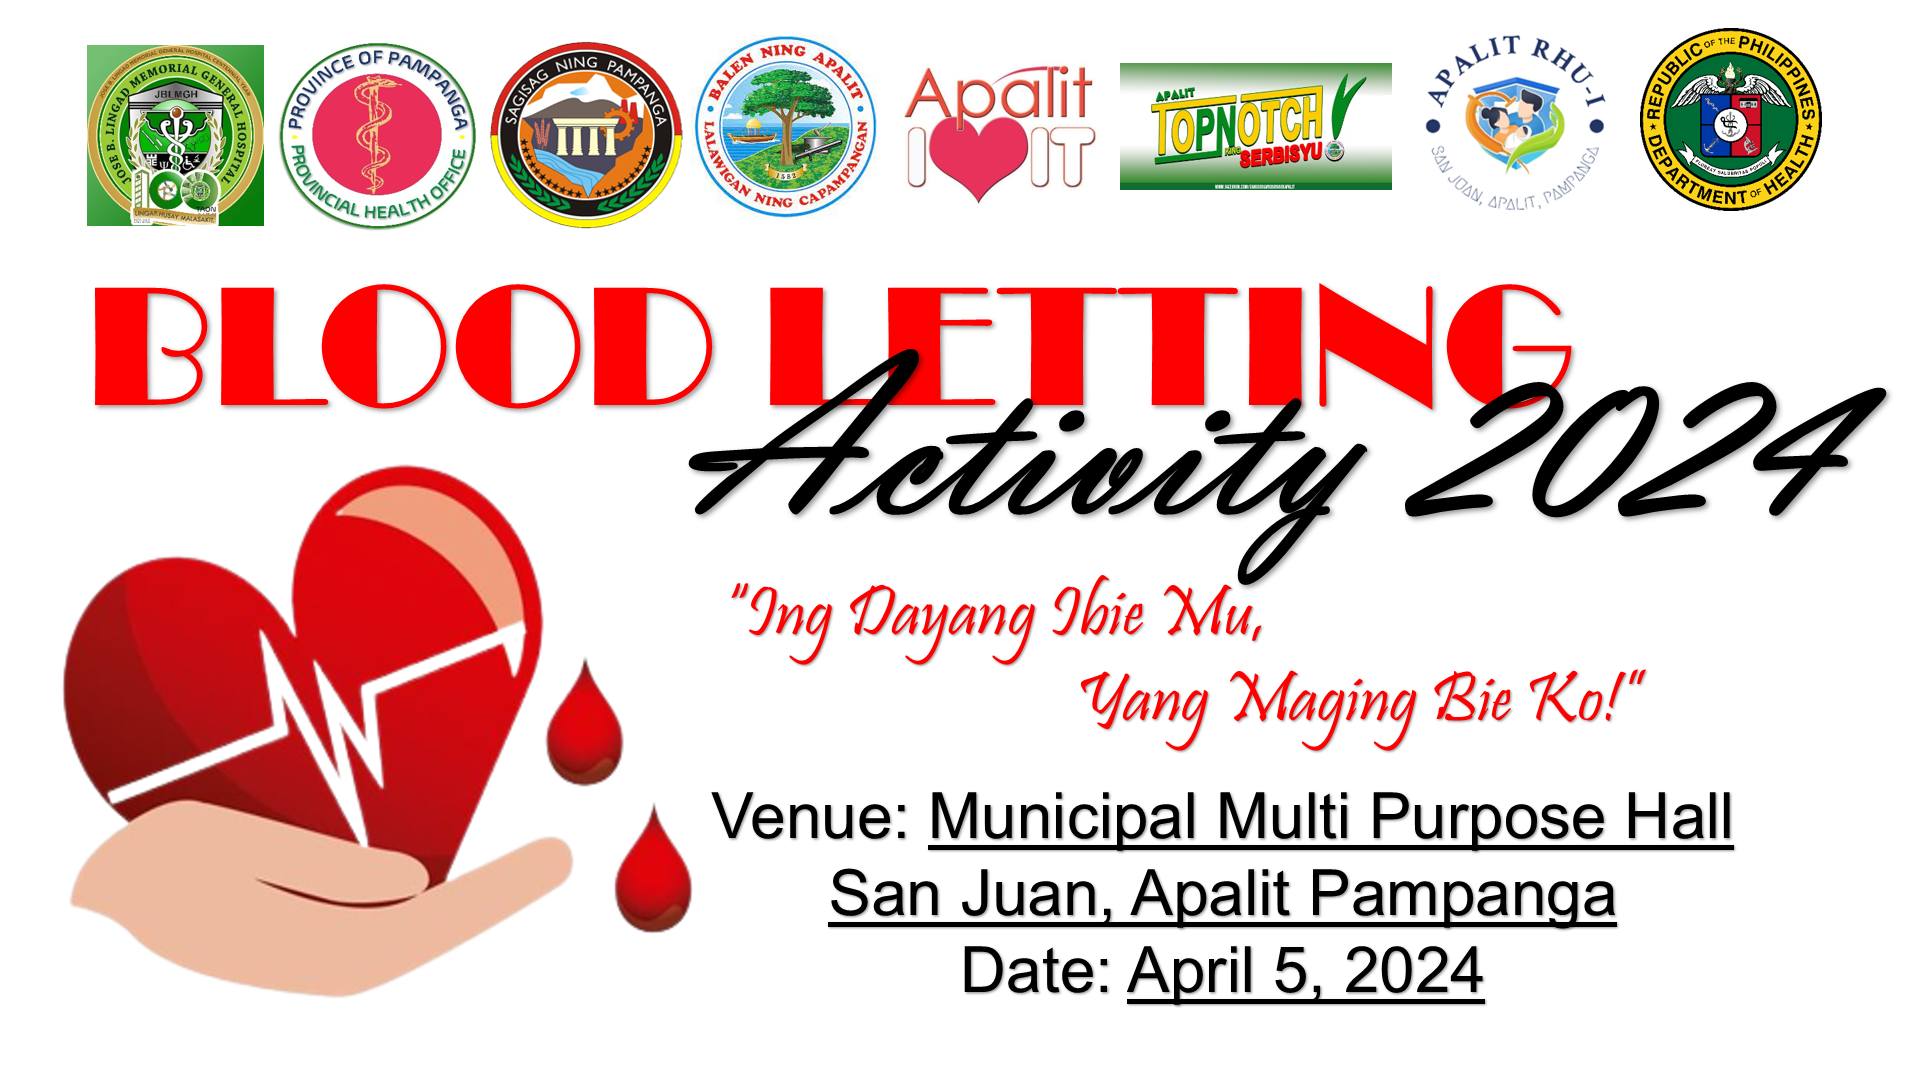 JOSE B. LINGAD MEMORIAL GENERAL HOSPITAL
JBLMGH
PROVINCE OF PAMPANGA
PROVINCIAL HEALTH OFFICE
SAGISAG NING PAMPANGA
BALEN NING APALIT
1582
LALAWIGAN NING CAPAMPANGAN
Apalit
I IT
APALIT
TOPNOTCH
KING SERBISYU
APALIT RHU-I
SAN JUAN, APALIT, PAMPANGA
REPUBLIC OF THE PHILIPPINES
DEPARTMENT OF HEALTH
BLOOD LETTING
Activity 2024
"Ing Dayang Ibie Mu,
Yang Maging Bie Ko!"
Venue: Municipal Multi Purpose Hall
San Juan, Apalit Pampanga
Date: April 5, 2024